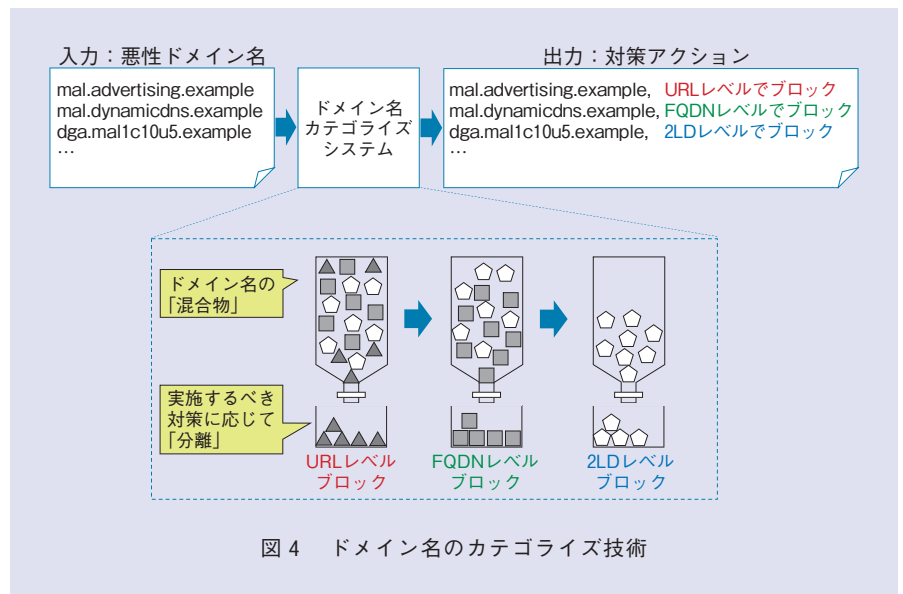 入力：悪性ドメイン名
mal.advertising.example
mal.dynamicdns.example
dga.mal1c10u5.example
…
ドメイン名
カテゴライズ
システム
出力：対策アクション
mal.advertising.example, URLレベルでブロック
mal.dynamicdns.example, FQDNレベルでブロック
dga.mal1c10u5.example, 2LDレベルでブロック
…
ドメイン名の
「混合物」
実施するべき
対策に応じて
「分離」
URLレベル
ブロック
FQDNレベル
ブロック
2LDレベル
ブロック
図4 ドメイン名のカテゴライズ技術